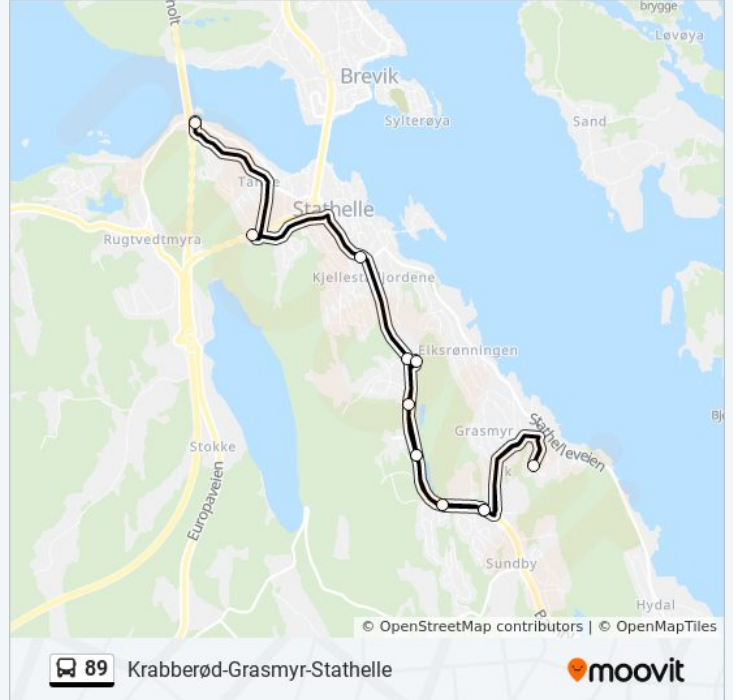 brygge
Løvøya
Brevik
Sylterøya
Sand
Stathelle
Rugtvedtmyra
Eiksrønningen
Grasmyr
Stokke
Europaveien
Sundby
Hydal
© OpenStreetMap contributors | © OpenMapTiles
89 Krabberød-Grasmyr-Stathelle
moovit